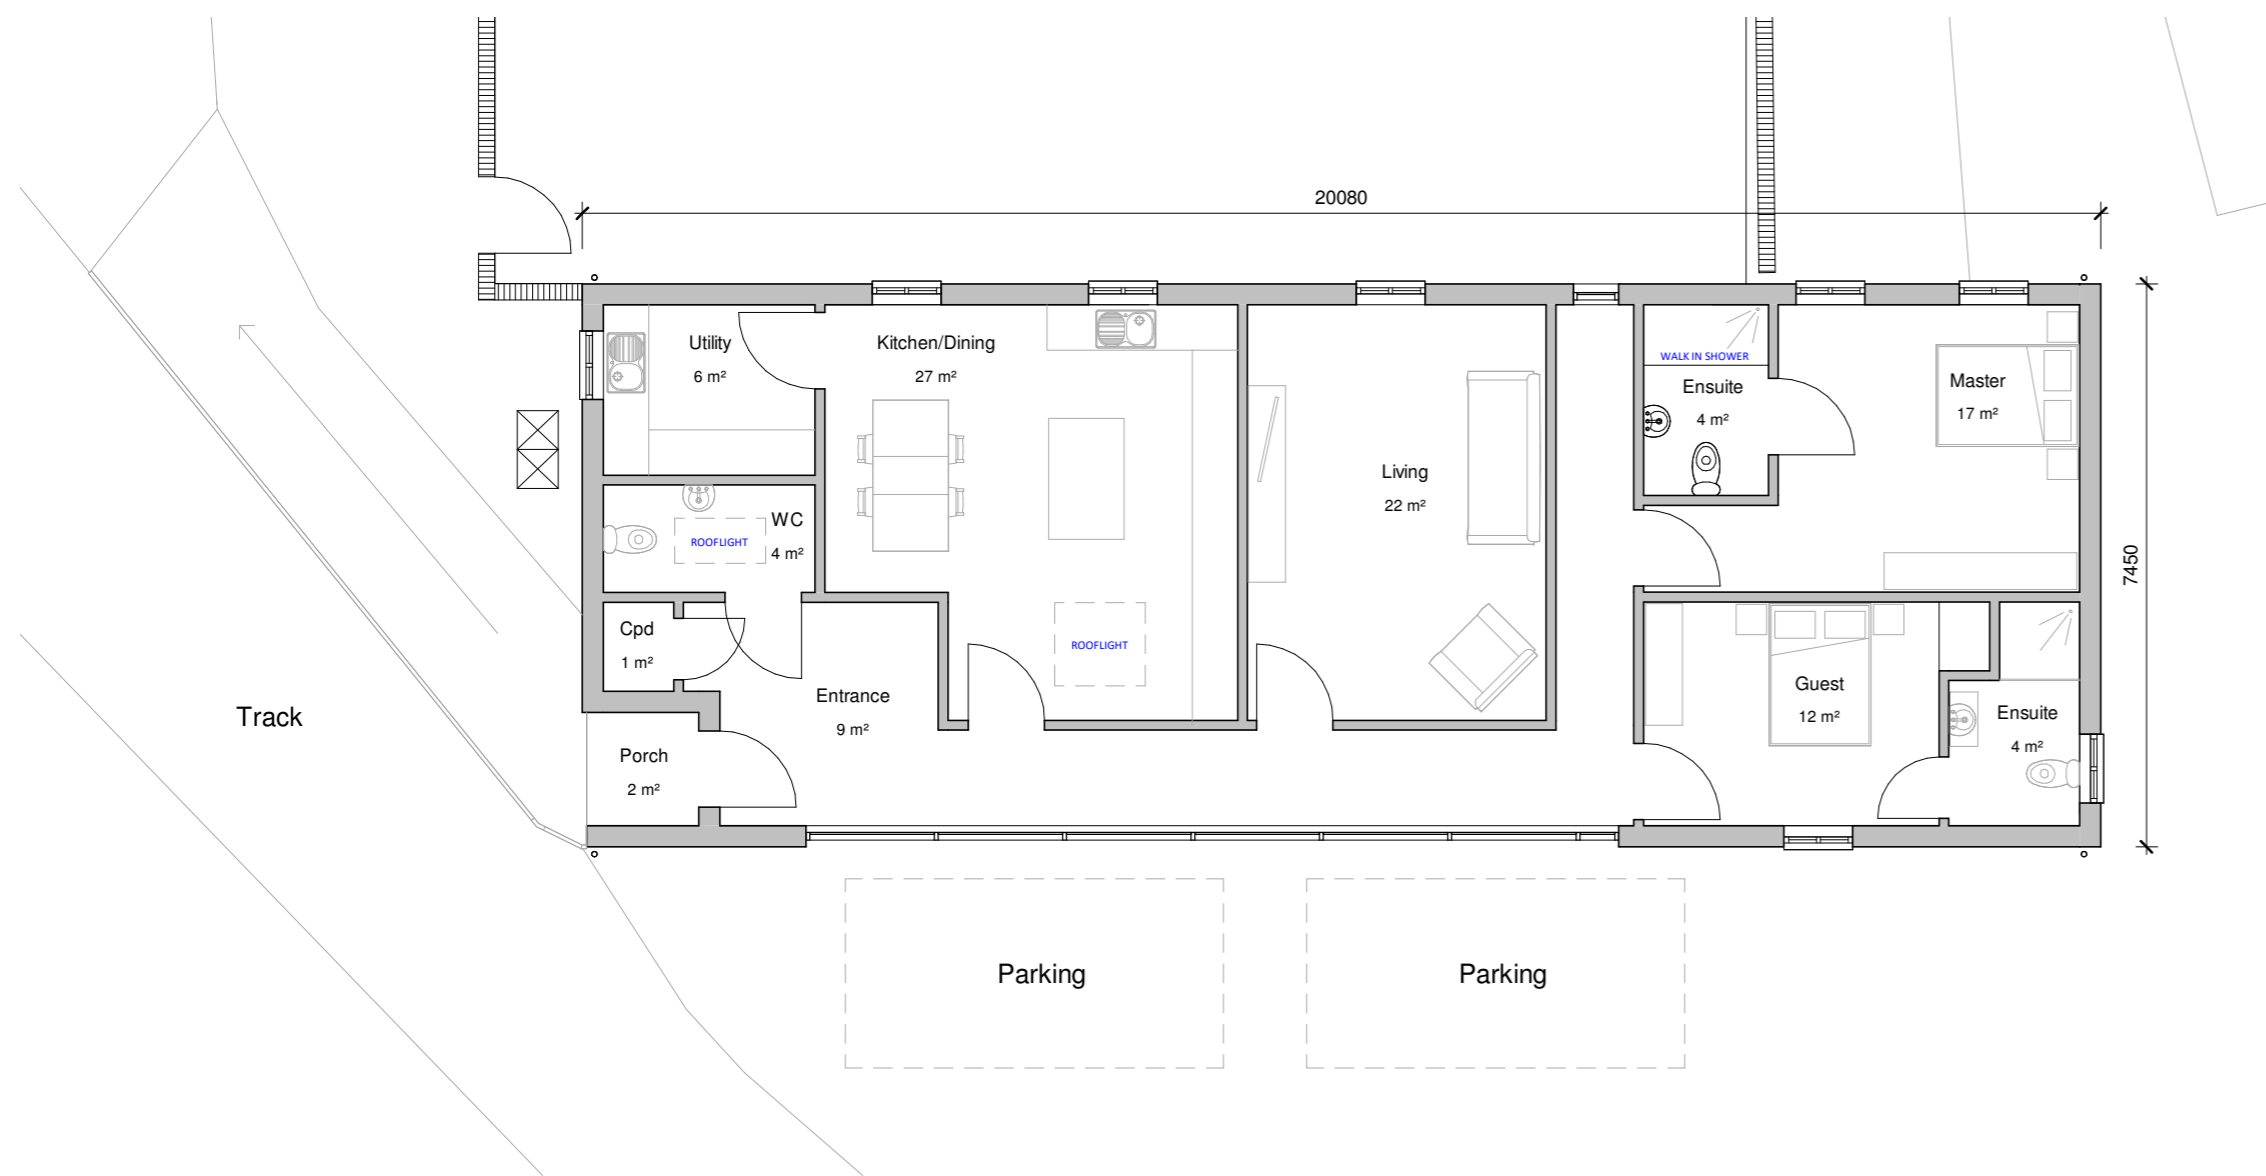 20080
Utility
6 m²
Kitchen/Dining
27 m²
WALK IN SHOWER
Ensuite
4 m²
Master
17 m²
Living
22 m²
WC
4 m²
ROOFLIGHT
7450
Cpd
1 m²
ROOFLIGHT
Entrance
9 m²
Guest
12 m²
Ensuite
4 m²
Track
Porch
2 m²
Parking
Parking